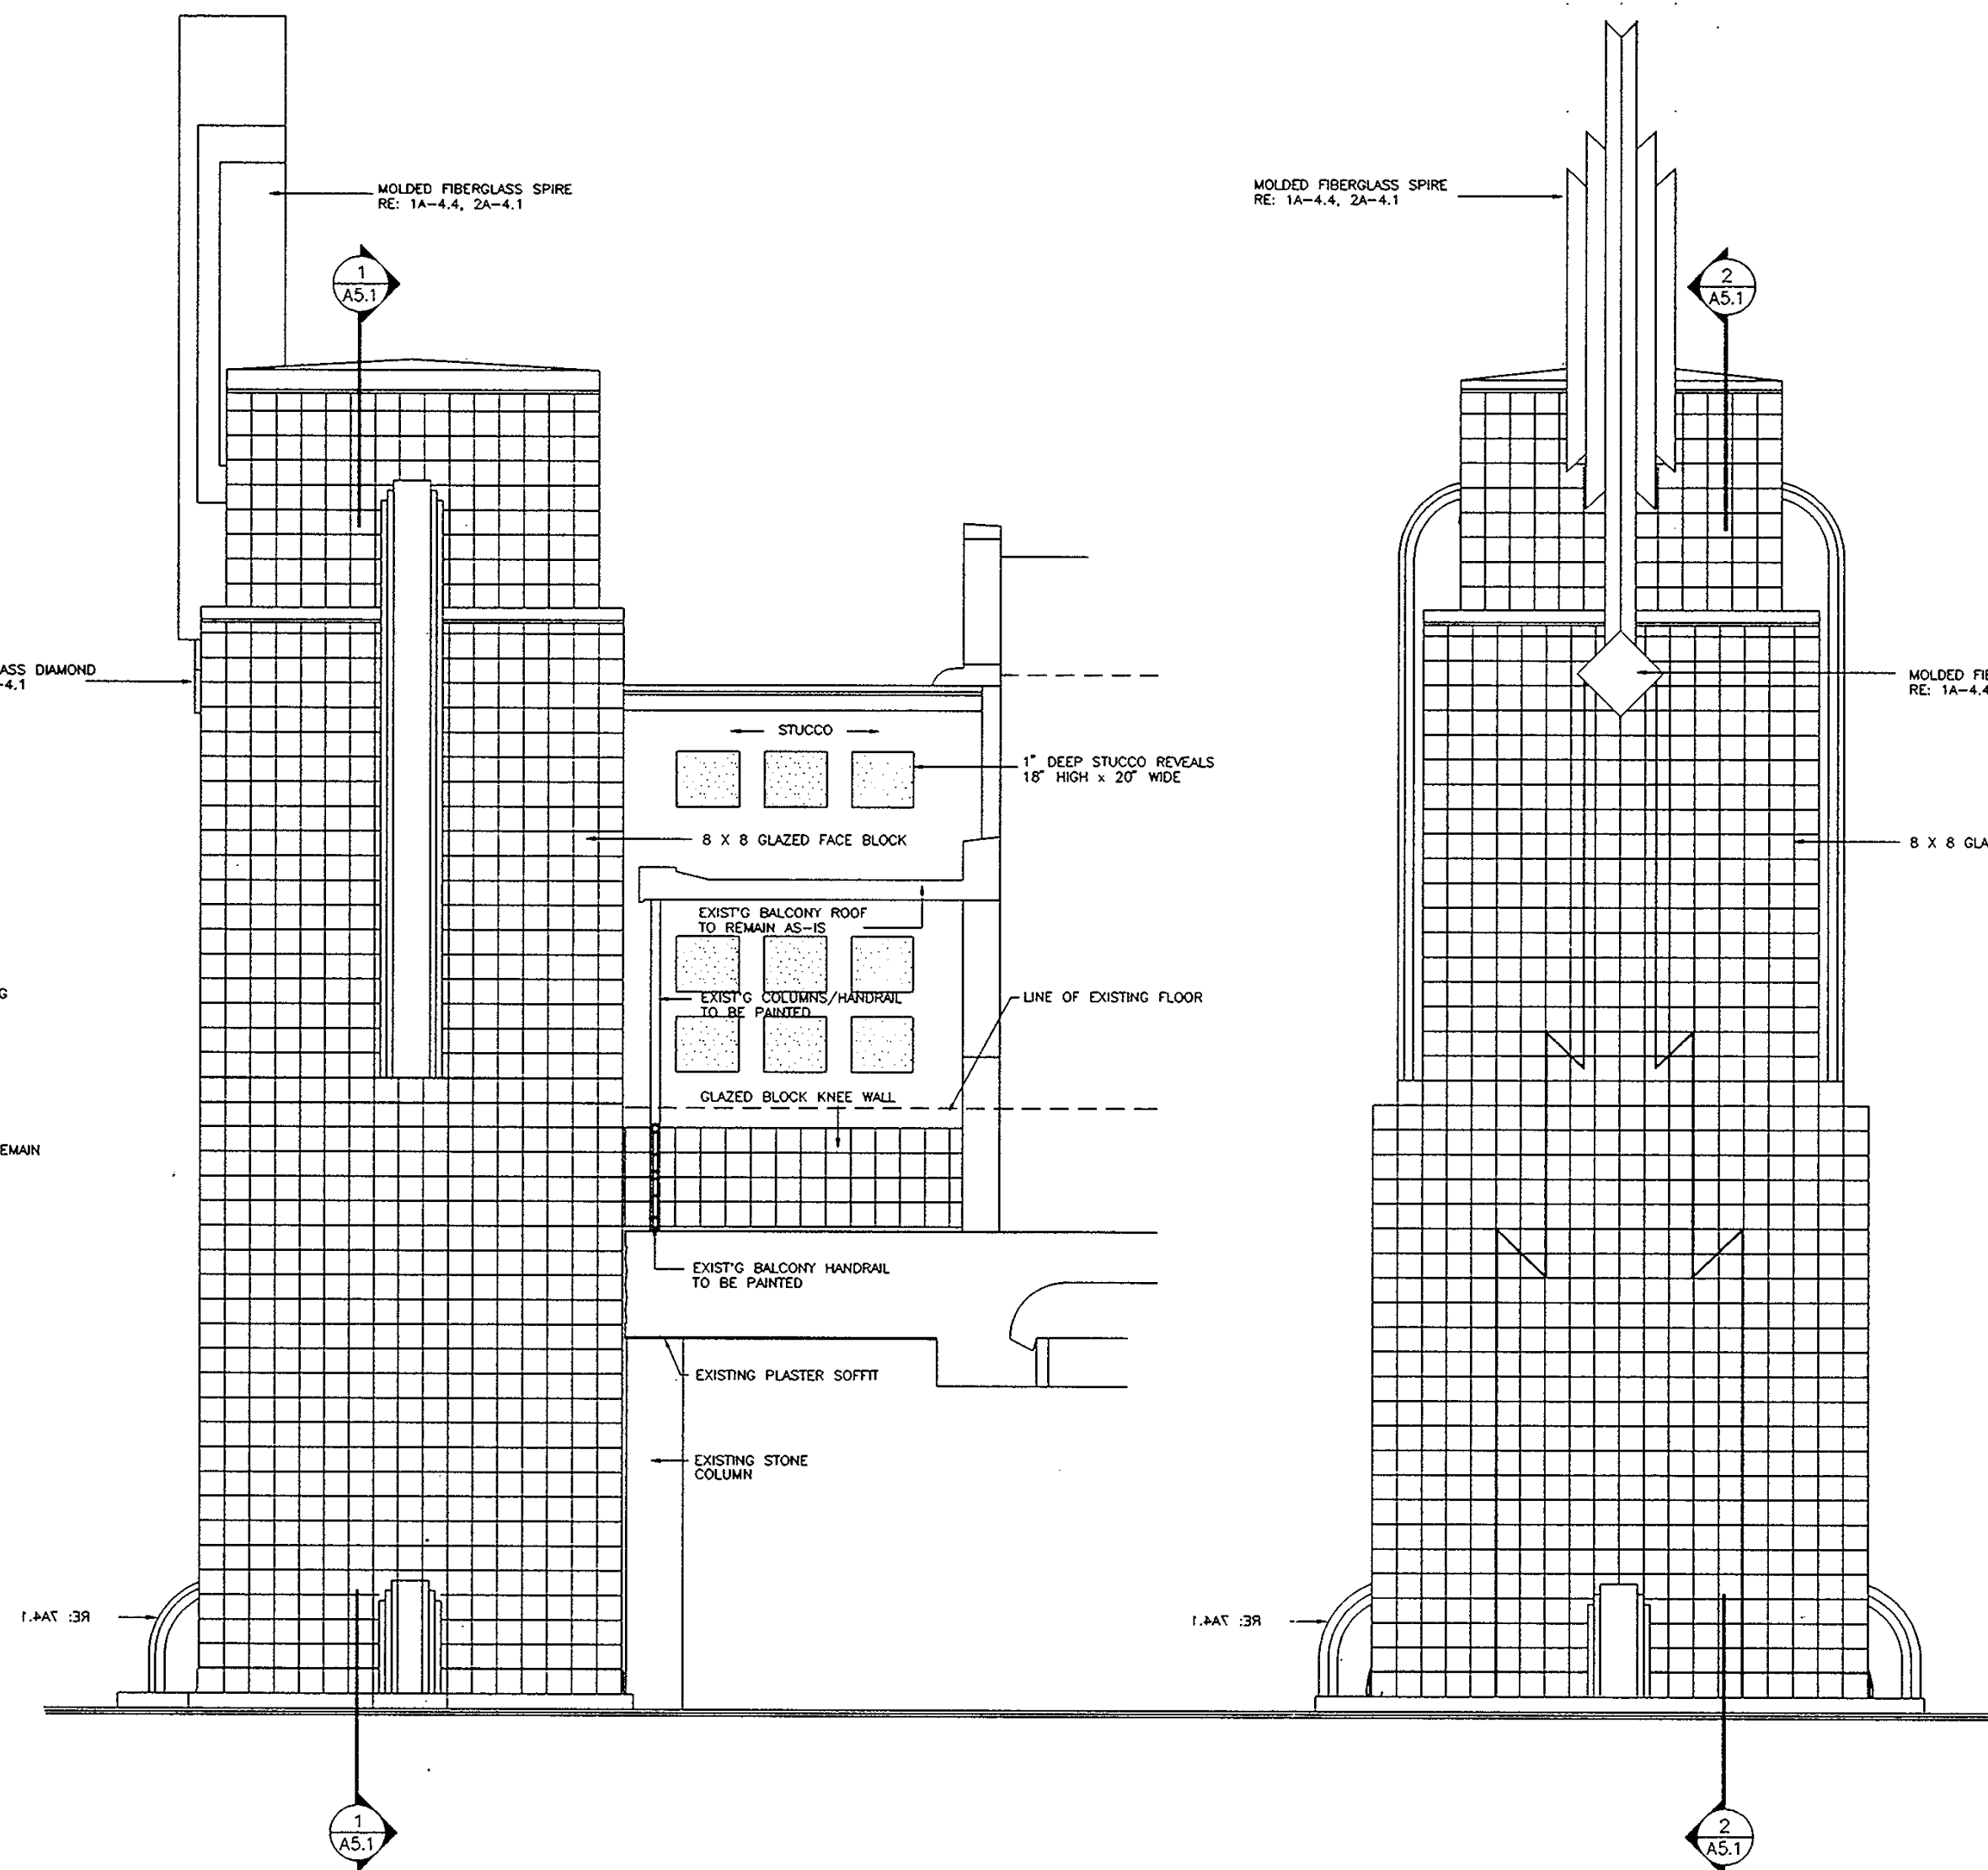 MOLDED FIBERGLASS SPIRE
RE: 1A-4.4, 2A-4.1
1
A5.1
ASS DIAMOND
-4.1
STUCCO
1" DEEP STUCCO REVEALS
18" HIGH x 20" WIDE
8 X 8 GLAZED FACE BLOCK
EXIST'G BALCONY ROOF
TO REMAIN AS-IS
G
EXIST'G COLUMNS/HANDRAIL
TO BE PAINTED
LINE OF EXISTING FLOOR
GLAZED BLOCK KNEE WALL
EMAIN
EXIST'G BALCONY HANDRAIL
TO BE PAINTED
EXISTING PLASTER SOFFIT
EXISTING STONE
COLUMN
RE: 7A4.1
1
A5.1
MOLDED FIBERGLASS SPIRE
RE: 1A-4.4, 2A-4.1
2
A5.1
MOLDED FIB
RE: 1A-4.4
8 X 8 GLA
RE: 7A4.1
2
A5.1